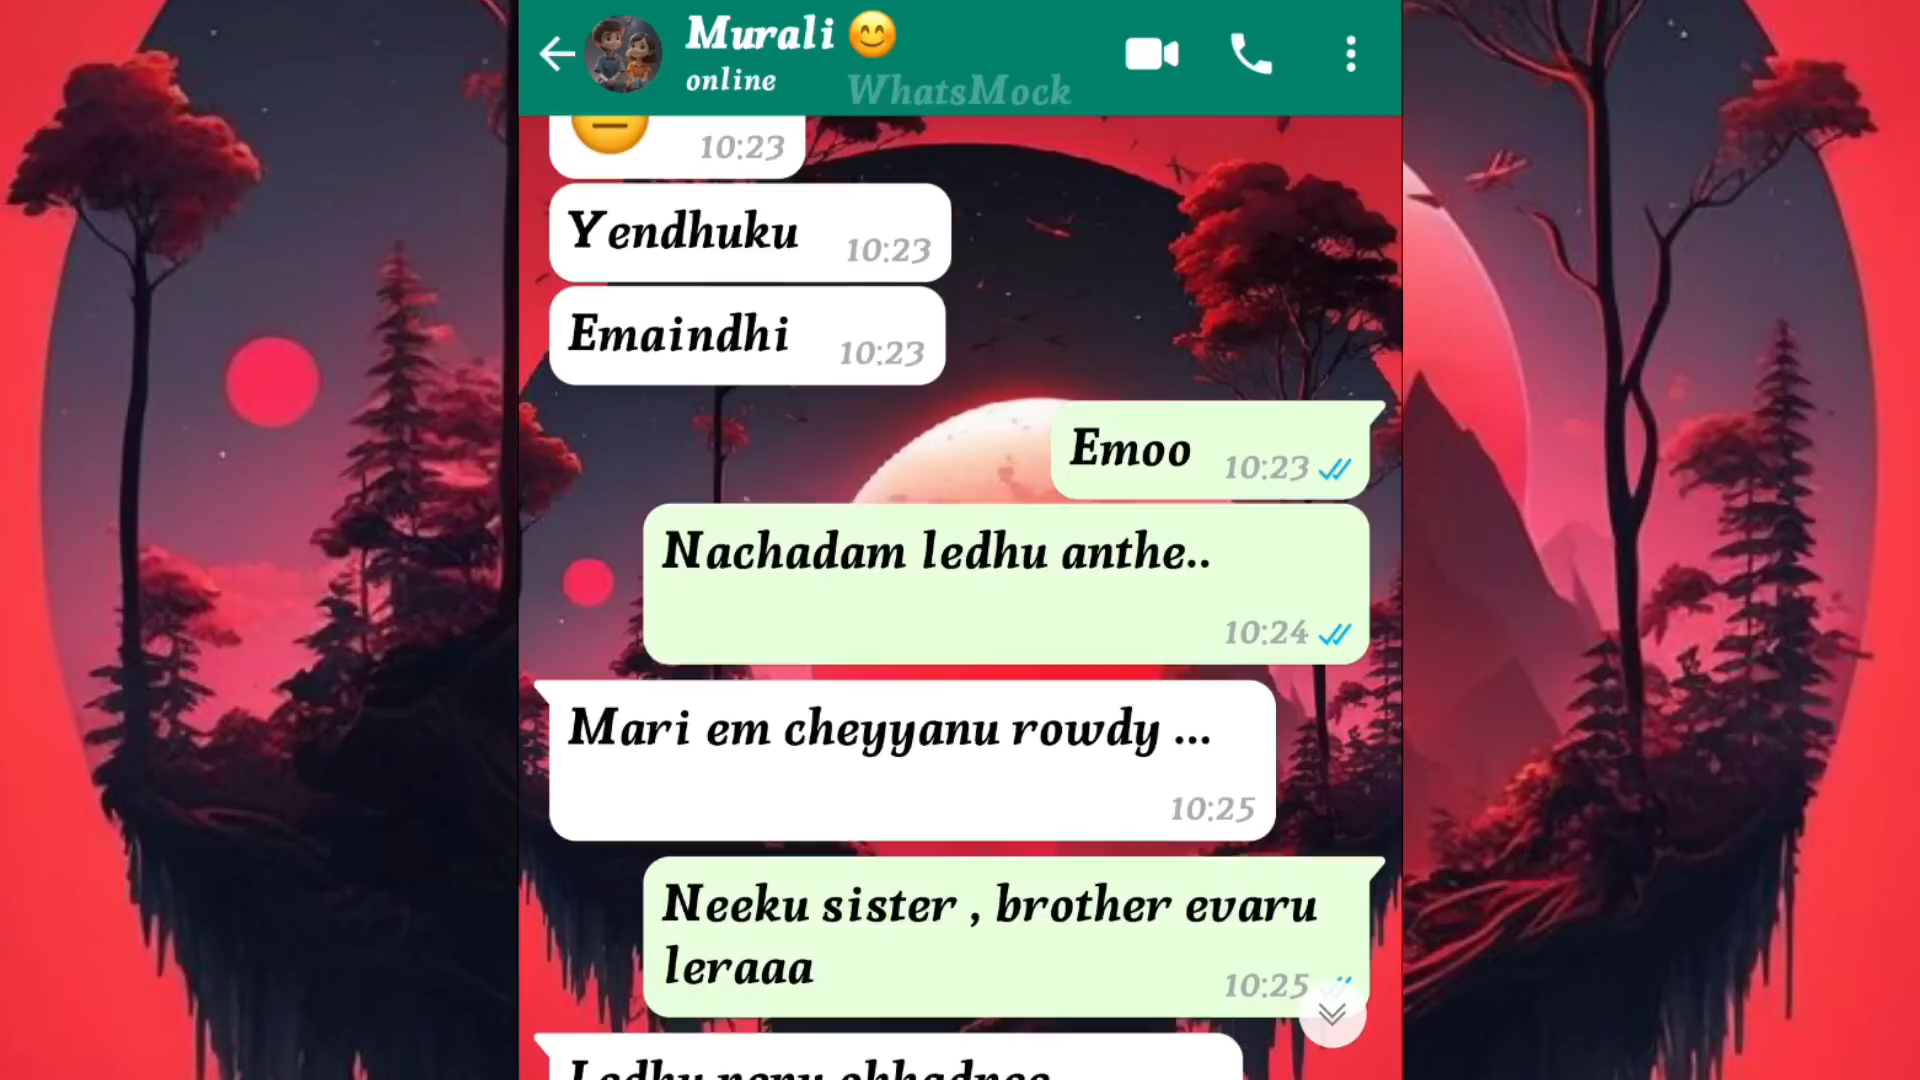 Murali 😊
online
WhatsMock
10:23
Yendhuku
10:23
Emaindhi
10:23
Emoo
10:23
Nachadam ledhu anthe..
10:24
Mari em cheyyanu rowdy ...
10:25
Neeku sister , brother evaru
leraaa
10:25